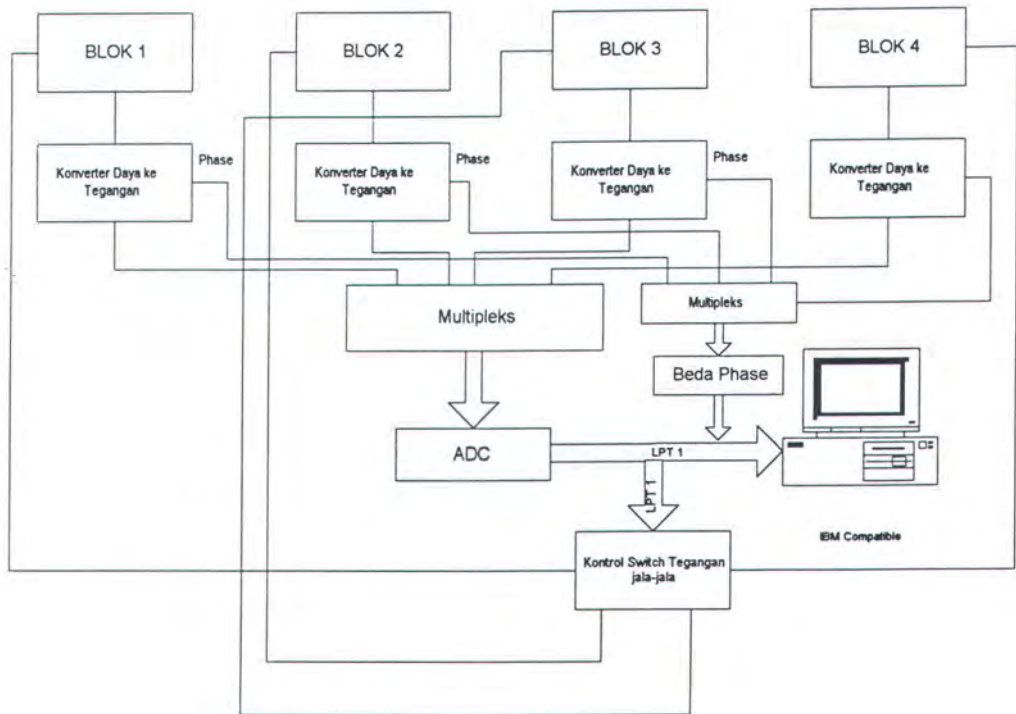 BLOK 1
BLOK 2
BLOK 3
BLOK 4
Konverter Daya ke
Tegangan
Phase
Konverter Daya ke
Tegangan
Phase
Konverter Daya ke
Tegangan
Phase
Konverter Daya ke
Tegangan
Multipleks
Multipleks
Beda Phase
ADC
LPT 1
LPT 1
IBM Compatible
Kontrol Switch Tegangan
jala-jala